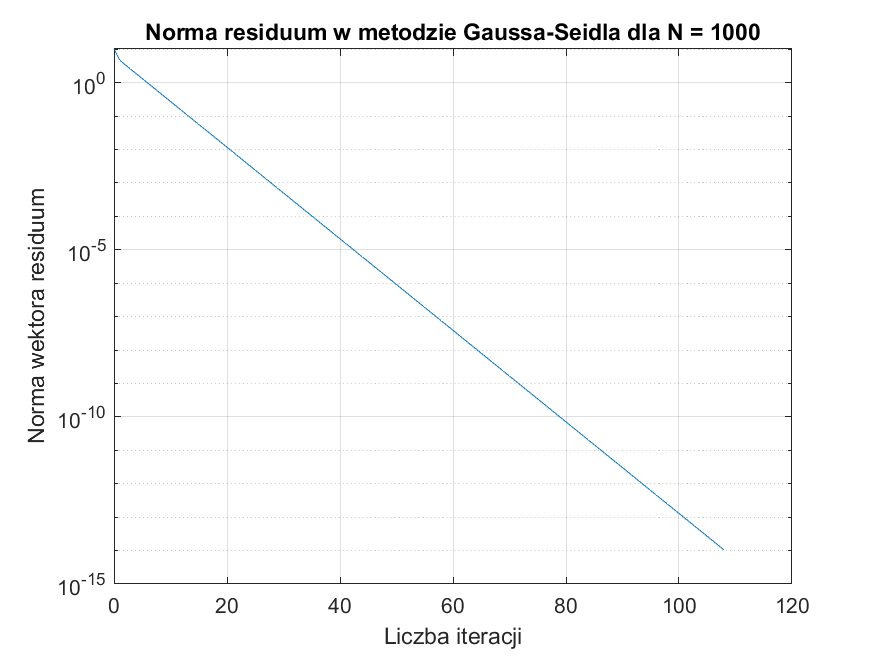 Norma residuum w metodzie Gaussa-Seidla dla N = 1000
10^0
10^-5
10^-10
10^-15
Norma wektora residuum
0 20 40 60 80 100 120
Liczba iteracji